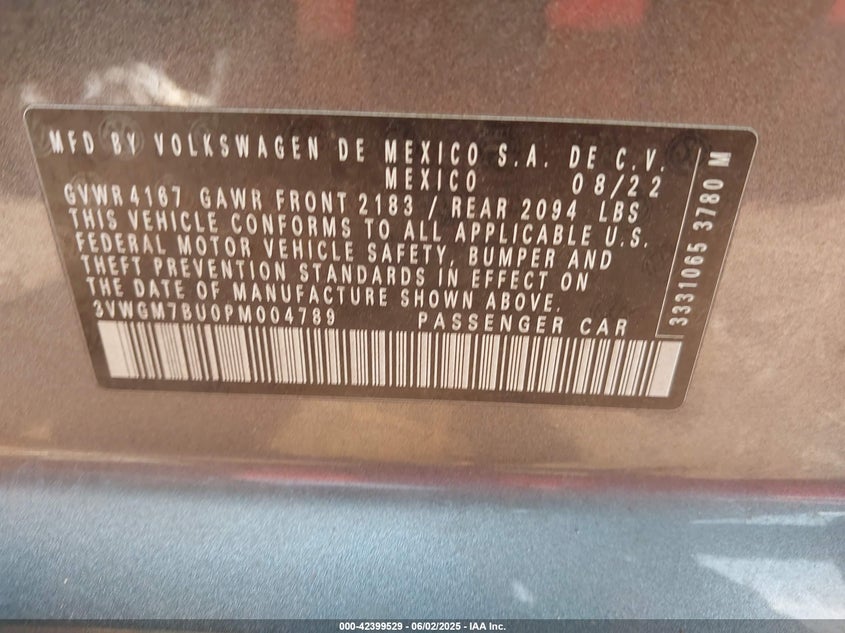 MFD BY VOLKSWAGEN DE MEXICO S.A. DE C.V.
MEXICO 08/22
GVWR 4167 GAWR FRONT 2183 / REAR 2094 LBS
THIS VEHICLE CONFORMS TO ALL APPLICABLE U.S.
FEDERAL MOTOR VEHICLE SAFETY, BUMPER AND
THEFT PREVENTION STANDARDS IN EFFECT ON
THE DATE OF MANUFACTURE SHOWN ABOVE.
3VWGM7BU0PM004789 PASSENGER CAR
3331065 3780 M
000-42399529 - 06/02/2025 - IAA Inc.